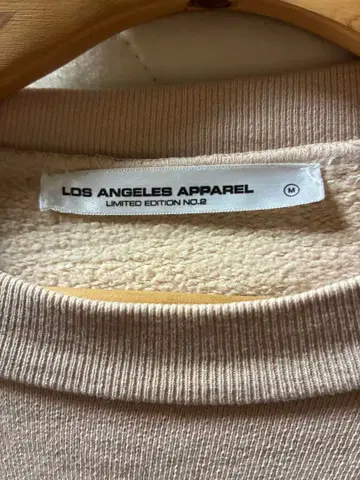 LOS ANGELES APPAREL M
LIMITED EDITION NO.2